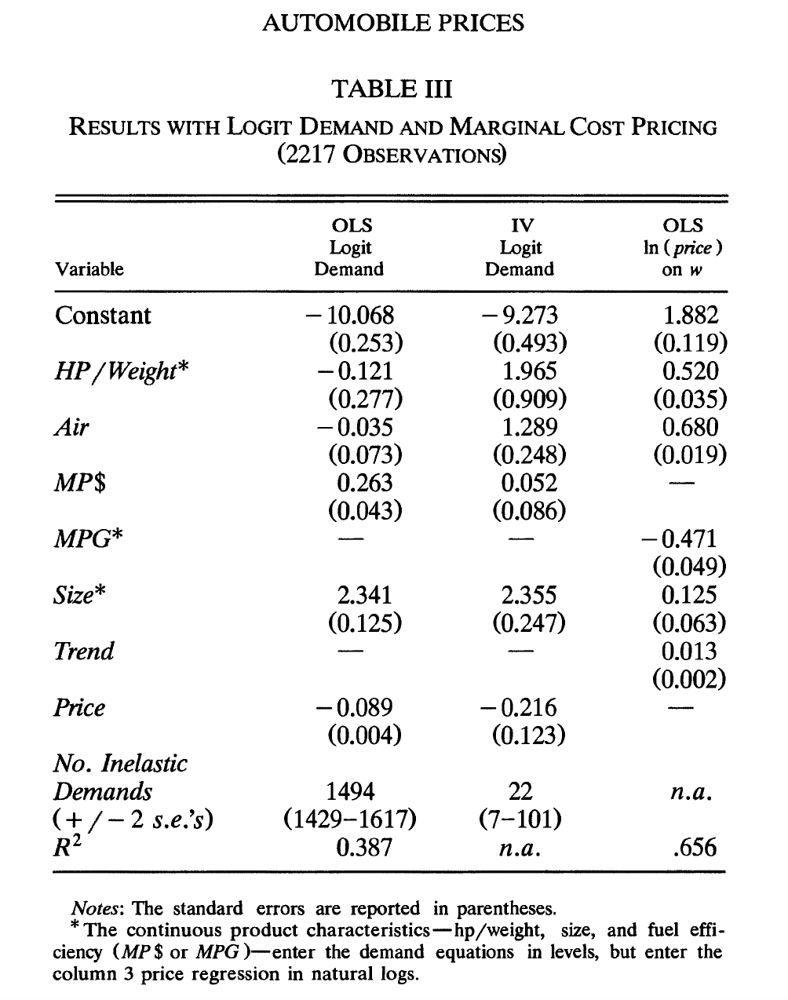 AUTOMOBILE PRICES
TABLE III
RESULTS WITH LOGIT DEMAND AND MARGINAL COST PRICING
(2217 OBSERVATIONS)
OLS IV OLS
Logit Logit ln (price)
Variable Demand Demand on w
Constant −10.068 −9.273 1.882
(0.253) (0.493) (0.119)
HP/Weight* −0.121 1.965 0.520
(0.277) (0.909) (0.035)
Air −0.035 1.289 0.680
(0.073) (0.248) (0.019)
MP$ 0.263 0.052 —
(0.043) (0.086)
MPG* — — −0.471
(0.049)
Size* 2.341 2.355 0.125
(0.125) (0.247) (0.063)
Trend — — 0.013
(0.002)
Price −0.089 −0.216 —
(0.004) (0.123)
No. Inelastic
Demands 1494 22 n.a.
(+/−2 s.e.'s) (1429–1617) (7–101)
R² 0.387 n.a. .656
Notes: The standard errors are reported in parentheses.
*The continuous product characteristics—hp/weight, size, and fuel effi-
ciency (MP$ or MPG)—enter the demand equations in levels, but enter the
column 3 price regression in natural logs.